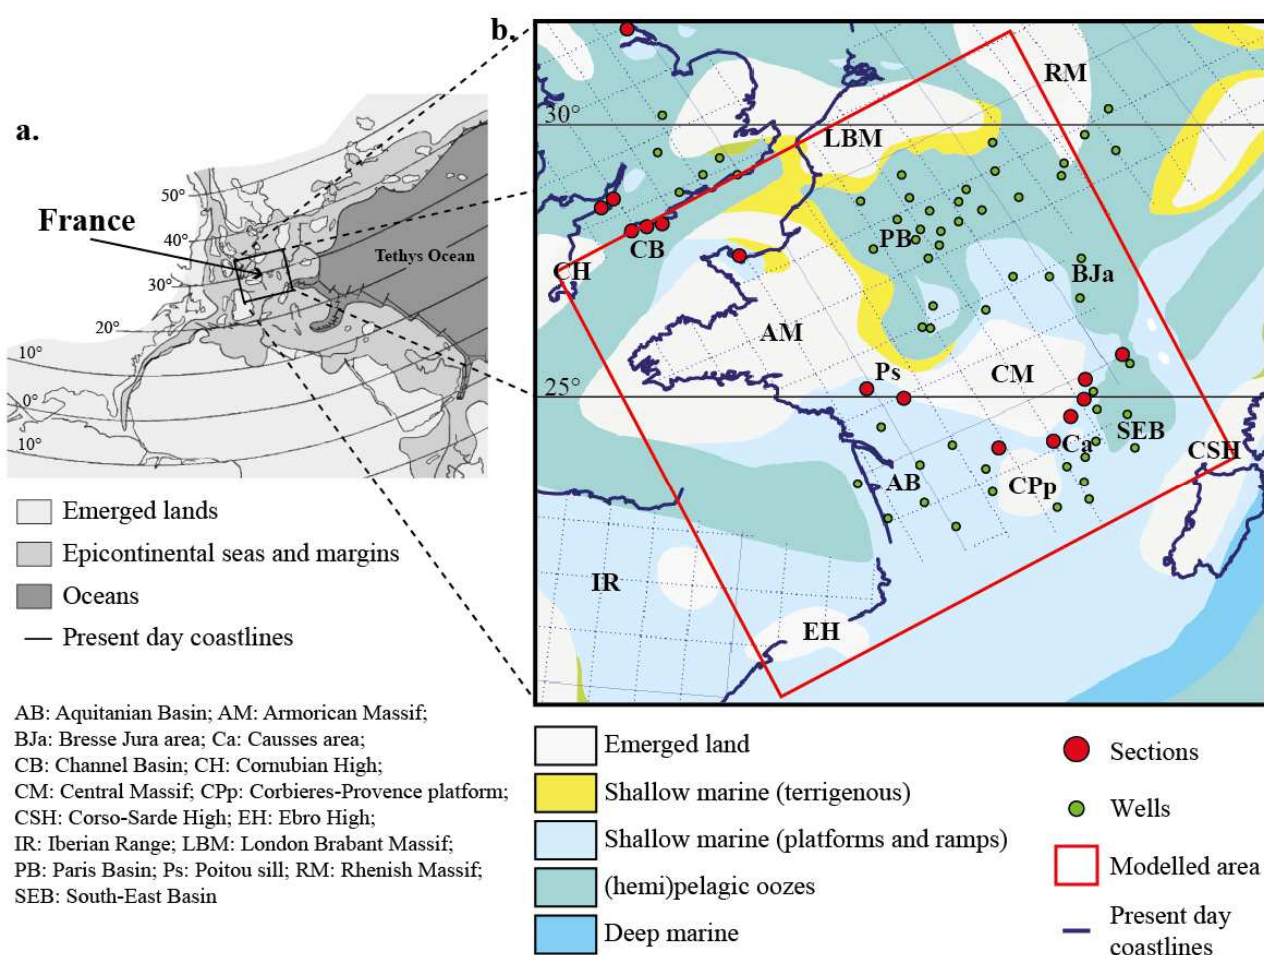 a.
50°
40°
30°
20°
10°
0°
10°
France
Tethys Ocean
Emerged lands
Epicontinental seas and margins
Oceans
Present day coastlines
AB: Aquitanian Basin; AM: Armorican Massif;
BJa: Bresse Jura area; Ca: Causses area;
CB: Channel Basin; CH: Cornubian High;
CM: Central Massif; CPp: Corbieres-Provence platform;
CSH: Corso-Sarde High; EH: Ebro High;
IR: Iberian Range; LBM: London Brabant Massif;
PB: Paris Basin; Ps: Poitou sill; RM: Rhenish Massif;
SEB: South-East Basin
b.
RM
30°
LBM
CB
PB
CH
BJa
AM
Ps
CM
25°
SEB
Ca
CSH
AB
CPp
IR
EH
Emerged land
Shallow marine (terrigenous)
Shallow marine (platforms and ramps)
(hemi)pelagic oozes
Deep marine
Sections
Wells
Modelled area
Present day
coastlines